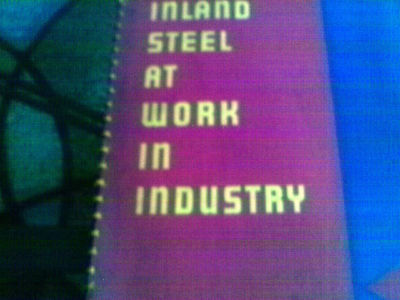 INLAND
STEEL
AT
WORK
IN
INDUSTRY